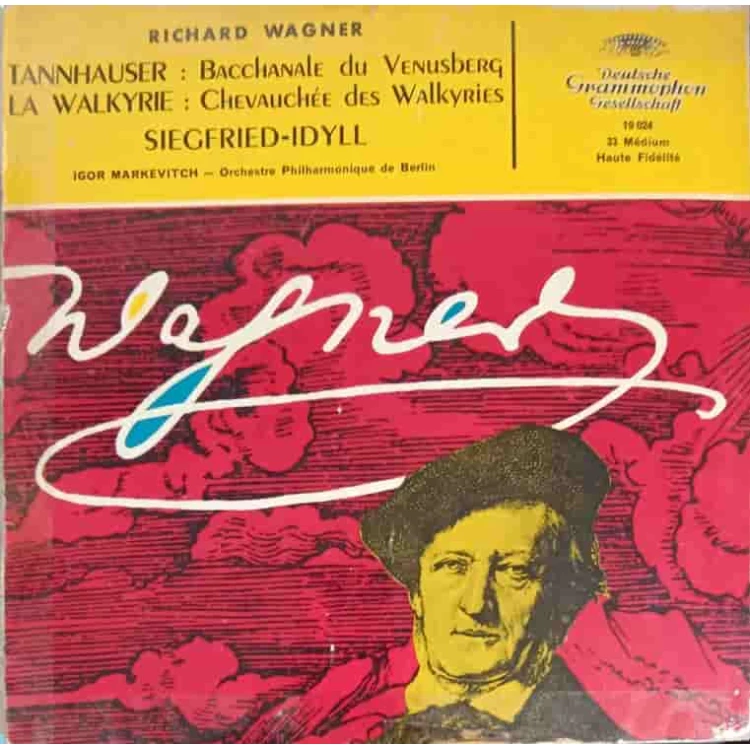 RICHARD WAGNER
TANNHAUSER : BACCHANALE DU VENUSBERG
LA WALKYRIE : CHEVAUCHÉE DES WALKYRIES
SIEGFRIED-IDYLL
IGOR MARKEVITCH — Orchestre Philharmonique de Berlin
Deutsche
Grammophon
Gesellschaft
19 024
33 Médium
Haute Fidélité
Wagner